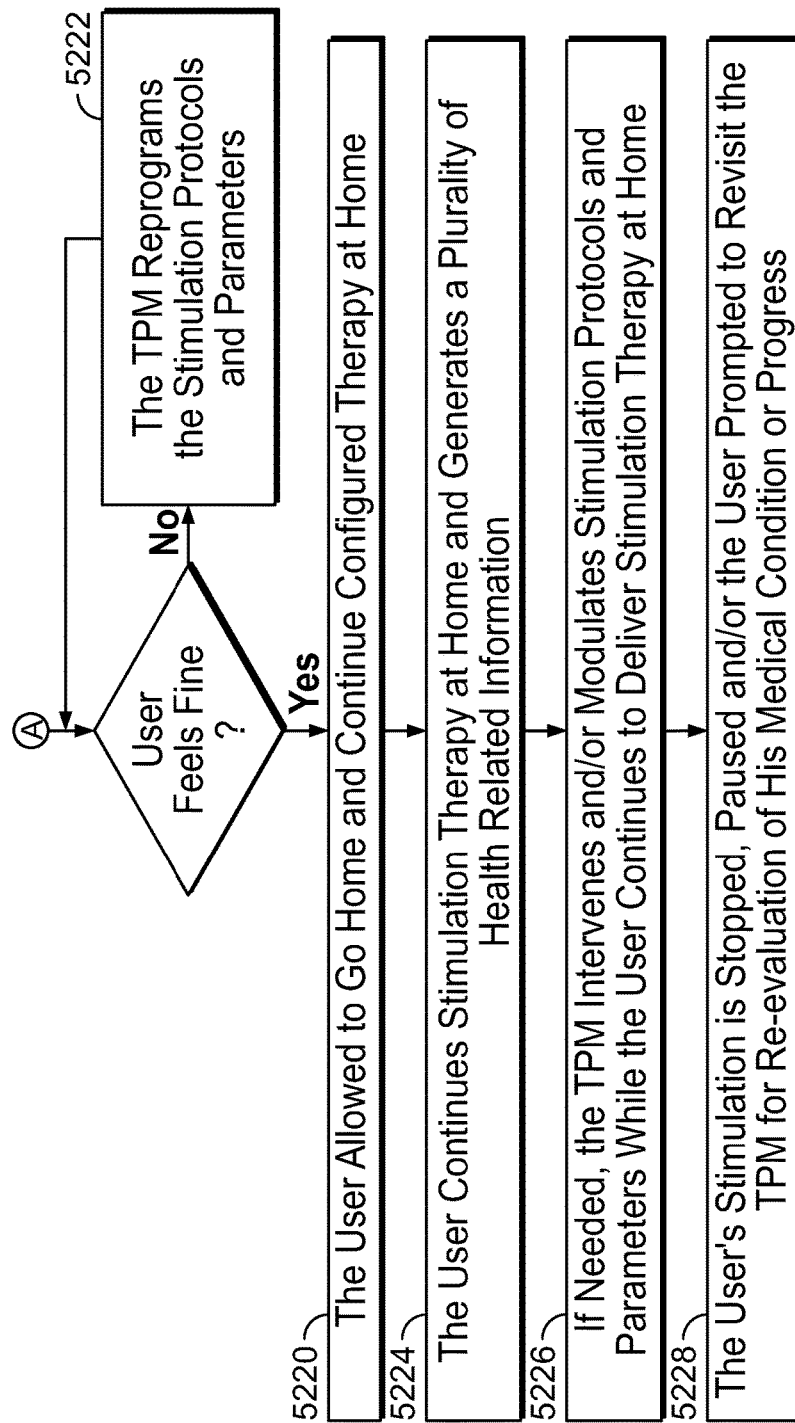 A
User
Feels Fine
?
No
5222
The TPM Reprograms
the Stimulation Protocols
and Parameters
Yes
5220
The User Allowed to Go Home and Continue Configured Therapy at Home
5224
The User Continues Stimulation Therapy at Home and Generates a Plurality of
Health Related Information
5226
If Needed, the TPM Intervenes and/or Modulates Stimulation Protocols and
Parameters While the User Continues to Deliver Stimulation Therapy at Home
5228
The User's Stimulation is Stopped, Paused and/or the User Prompted to Revisit the
TPM for Re-evaluation of His Medical Condition or Progress